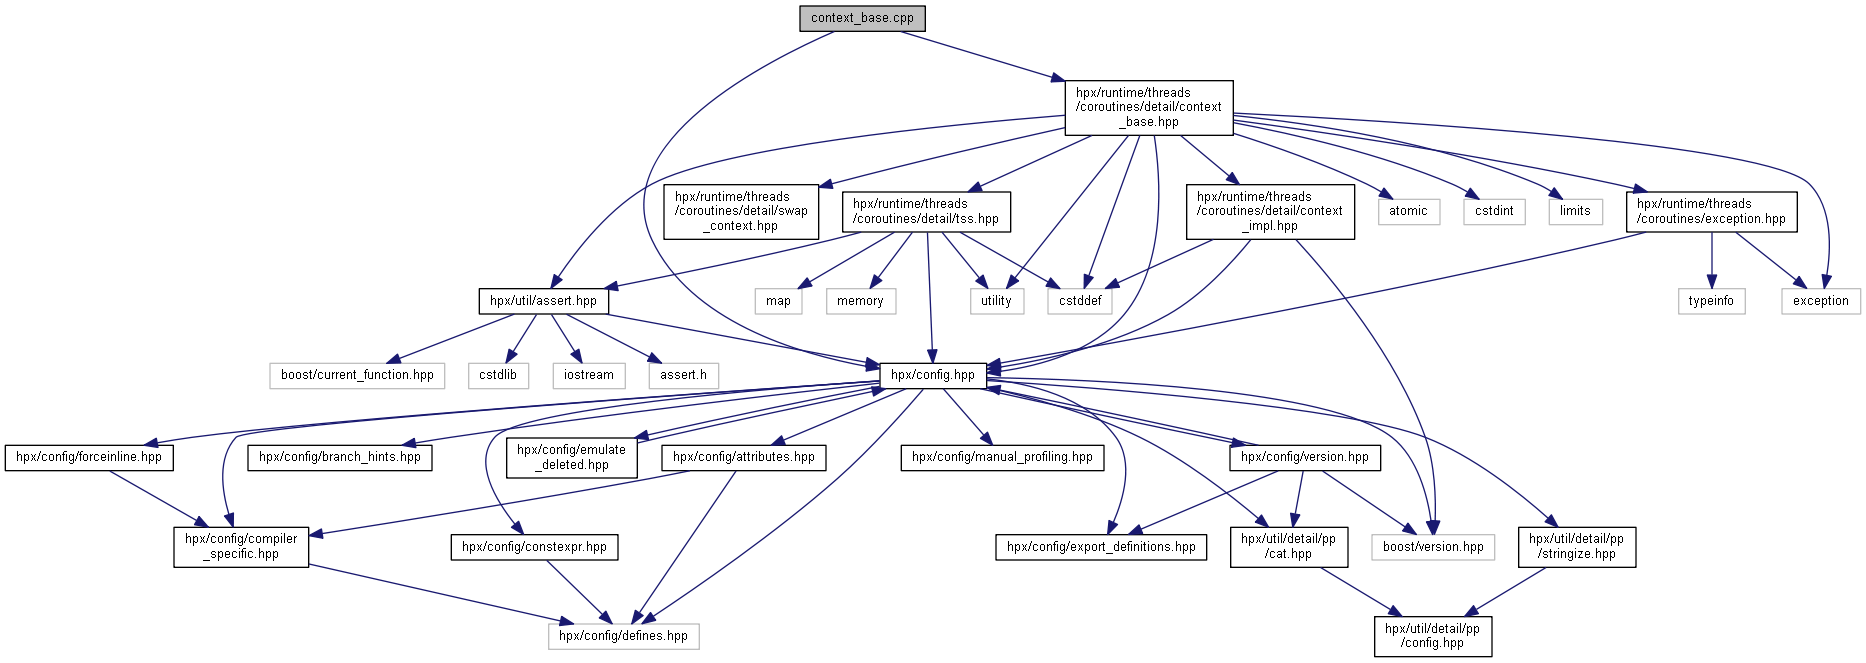 context_base.cpp
hpx/runtime/threads
/coroutines/detail/context
_base.hpp
hpx/runtime/threads
/coroutines/detail/swap
_context.hpp
hpx/runtime/threads
/coroutines/detail/tss.hpp
hpx/runtime/threads
/coroutines/detail/context
_impl.hpp
atomic
cstdint
limits
hpx/runtime/threads
/coroutines/exception.hpp
hpx/util/assert.hpp
map
memory
utility
cstddef
typeinfo
exception
boost/current_function.hpp
cstdlib
iostream
assert.h
hpx/config.hpp
hpx/config/forceinline.hpp
hpx/config/branch_hints.hpp
hpx/config/emulate
_deleted.hpp
hpx/config/attributes.hpp
hpx/config/manual_profiling.hpp
hpx/config/version.hpp
hpx/config/compiler
_specific.hpp
hpx/config/constexpr.hpp
hpx/config/export_definitions.hpp
hpx/util/detail/pp
/cat.hpp
boost/version.hpp
hpx/util/detail/pp
/stringize.hpp
hpx/config/defines.hpp
hpx/util/detail/pp
/config.hpp